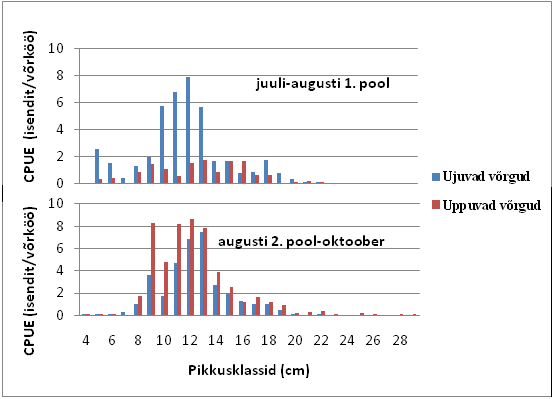 CPUE (isendit/võrköö)
10
8
6
4
2
0
juuli-augusti 1. pool
Ujuvad võrgud
Uppuvad võrgud
CPUE (isendit/võrköö)
10
8
6
4
2
0
augusti 2. pool-oktoober
4 6 8 10 12 14 16 18 20 22 24 26 28
Pikkusklassid (cm)